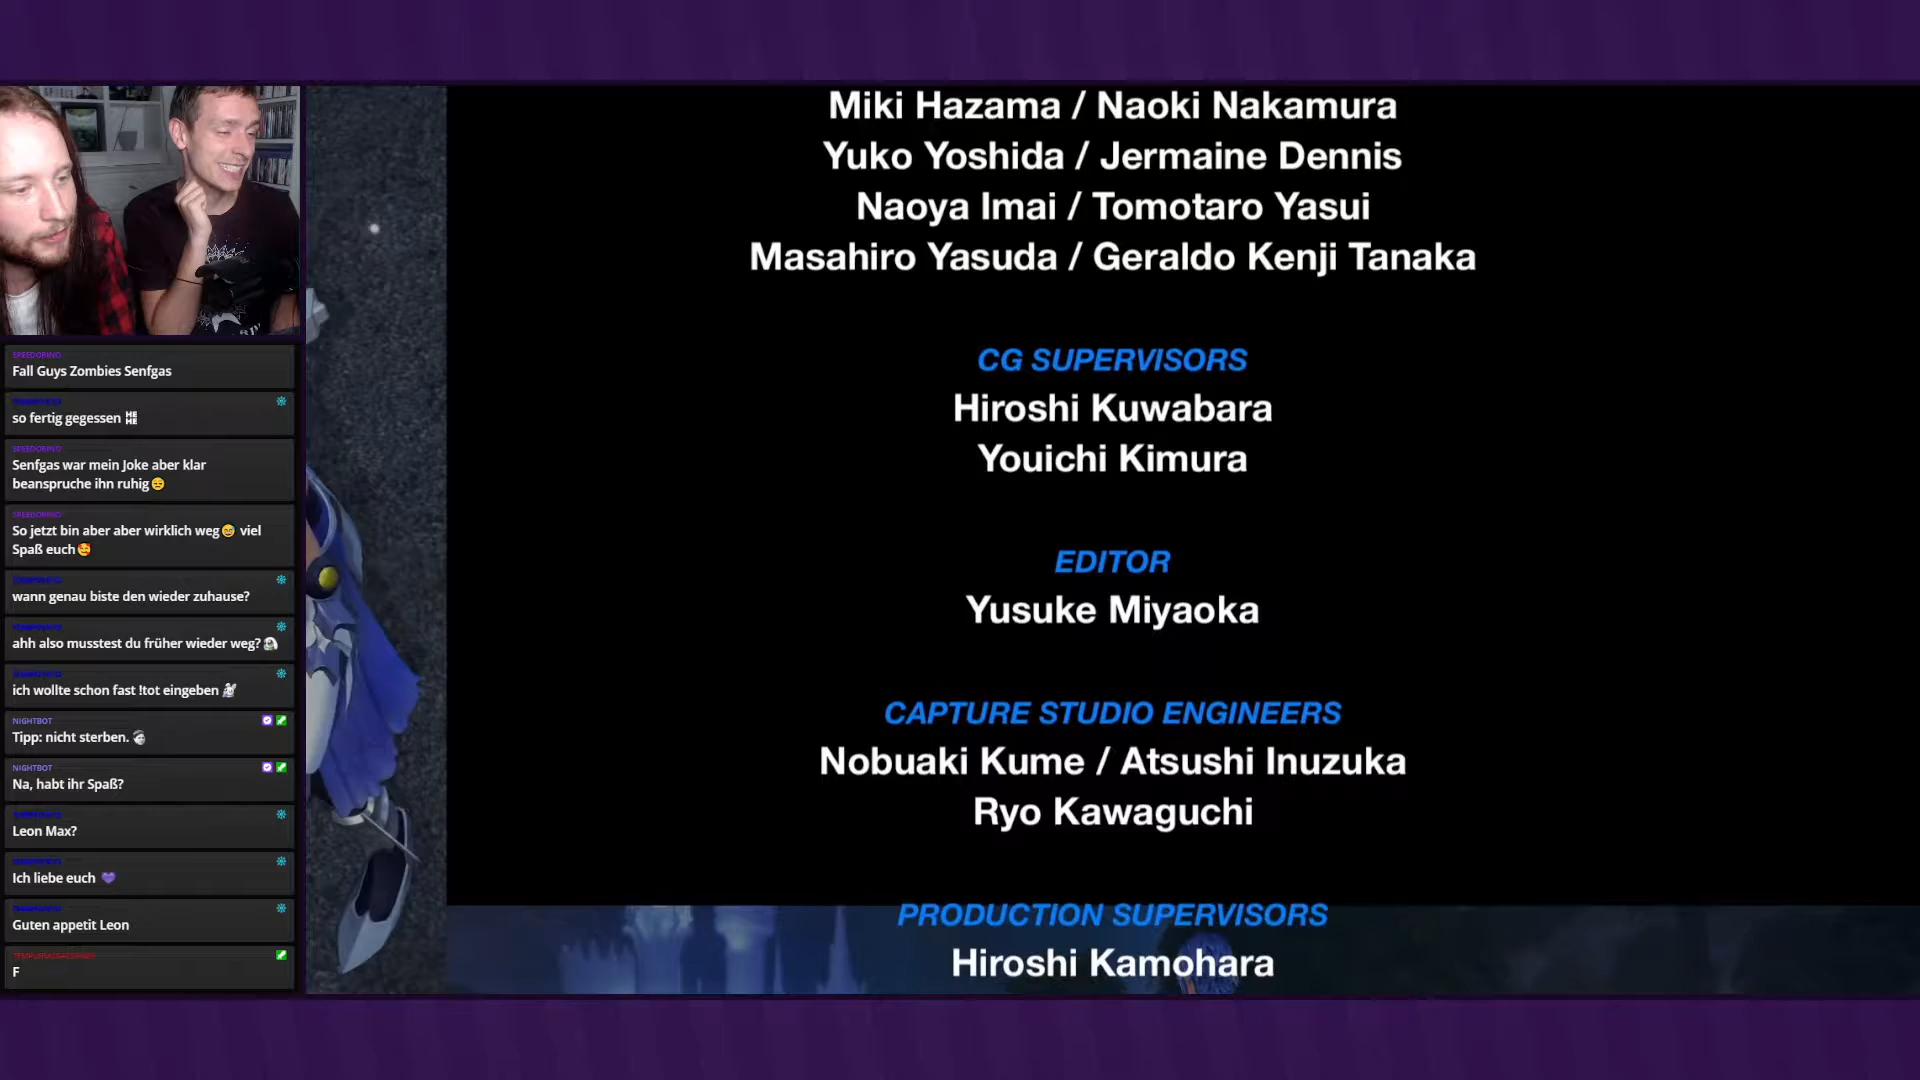 Miki Hazama / Naoki Nakamura
Yuko Yoshida / Jermaine Dennis
Naoya Imai / Tomotaro Yasui
Masahiro Yasuda / Geraldo Kenji Tanaka
CG SUPERVISORS
Hiroshi Kuwabara
Youichi Kimura
EDITOR
Yusuke Miyaoka
CAPTURE STUDIO ENGINEERS
Nobuaki Kume / Atsushi Inuzuka
Ryo Kawaguchi
PRODUCTION SUPERVISORS
Hiroshi Kamohara
SPEEDORINO
Fall Guys Zombies Senfgas
so fertig gegessen
SPEEDORINO
Senfgas war mein Joke aber klar
beanspruche ihn ruhig😑
SPEEDORINO
So jetzt bin aber aber wirklich weg😅 viel
Spaß euch🥰
wann genau biste den wieder zuhause?
ahh also musstest du früher wieder weg?
ich wollte schon fast !tot eingeben
NIGHTBOT
Tipp: nicht sterben.
NIGHTBOT
Na, habt ihr Spaß?
Leon Max?
Ich liebe euch 💜
Guten appetit Leon
F